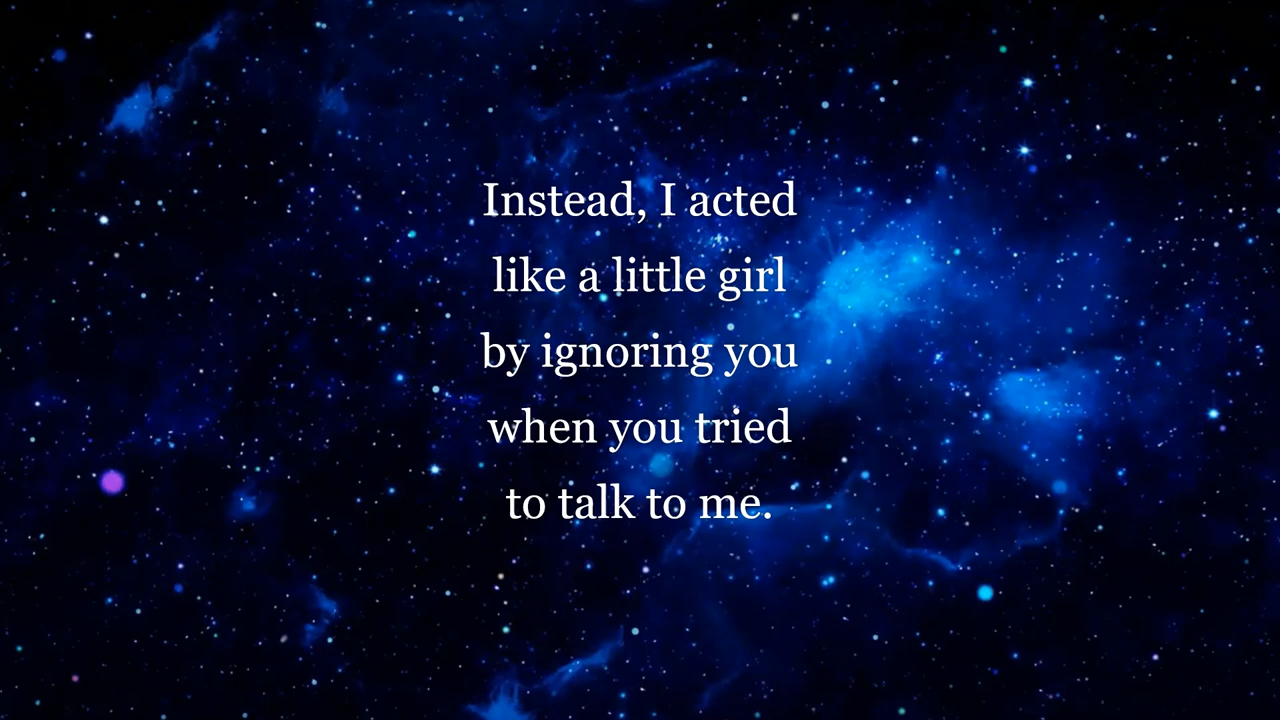 Instead, I acted
like a little girl
by ignoring you
when you tried
to talk to me.